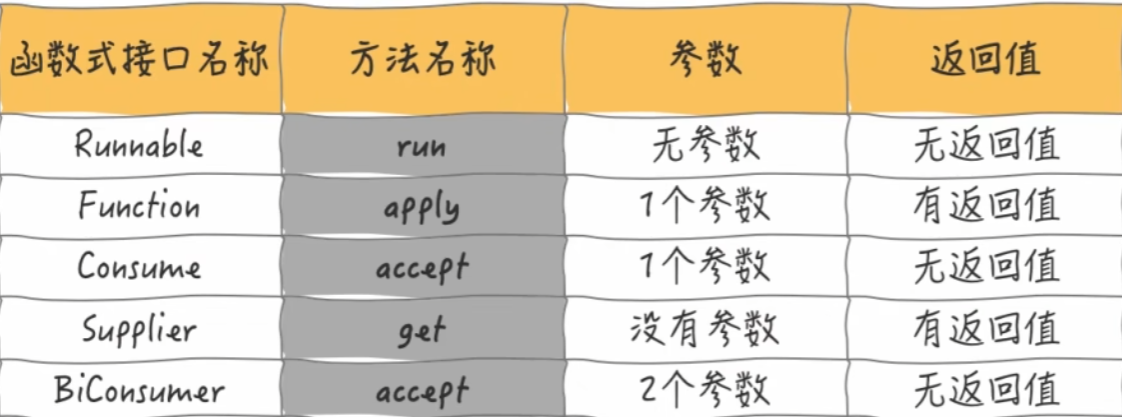 函数式接口名称 方法名称 参数 返回值
Runnable run 无参数 无返回值
Function apply 1个参数 有返回值
Consume accept 1个参数 无返回值
Supplier get 没有参数 有返回值
BiConsumer accept 2个参数 无返回值